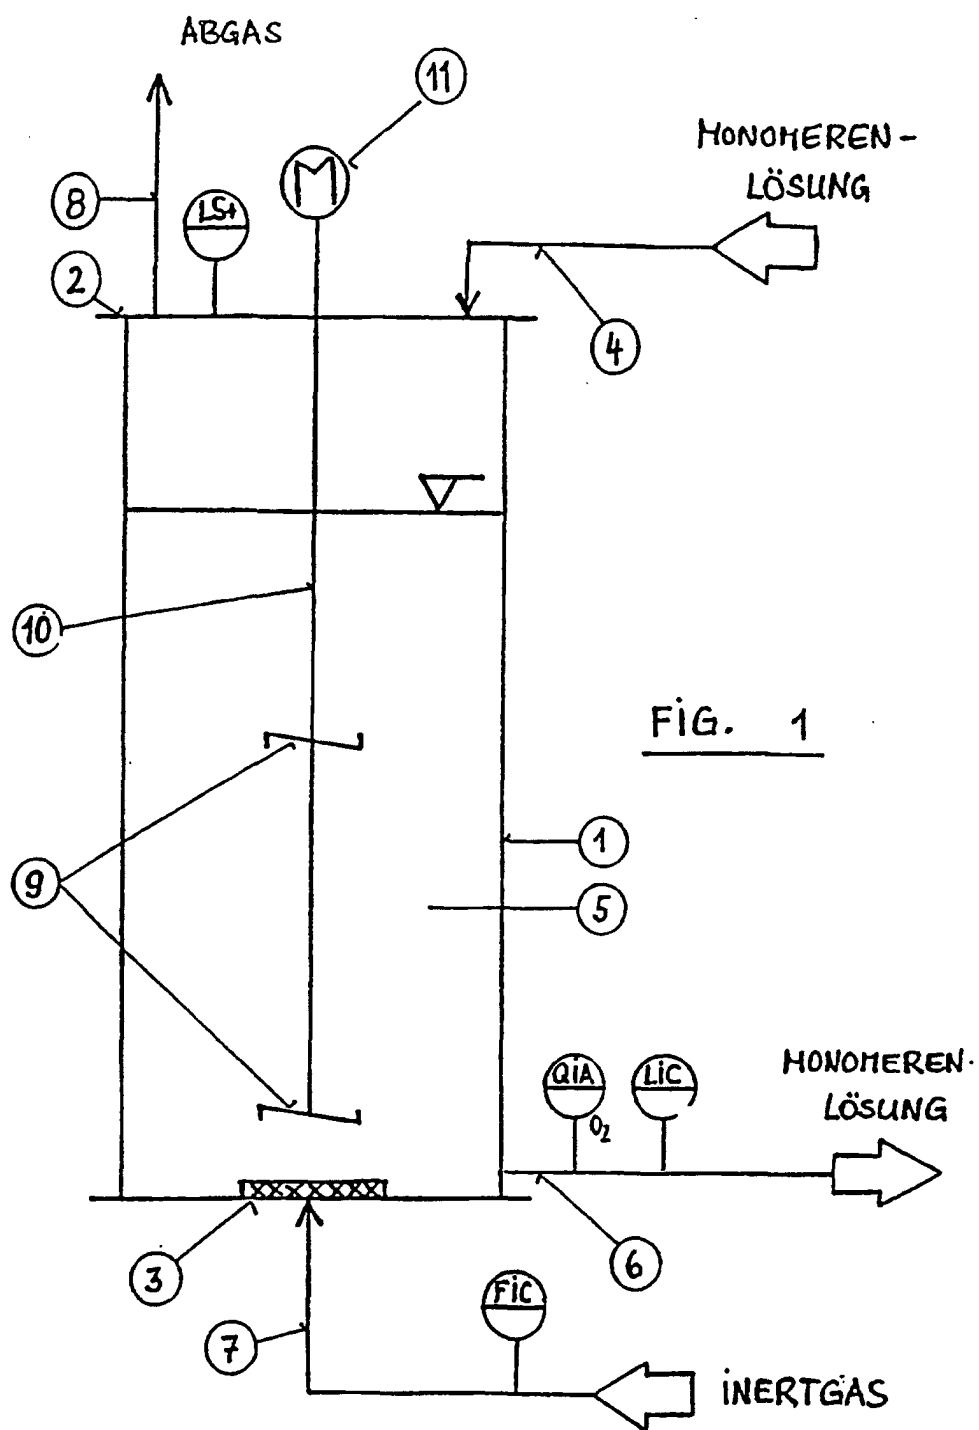 ABGAS
11
MONOMEREN-
LÖSUNG
8
LS+
M
2
4
10
FiG. 1
1
9
5
QiA
LiC
O2
MONOMEREN-
LÖSUNG
3
6
FiC
7
iNERTGAS